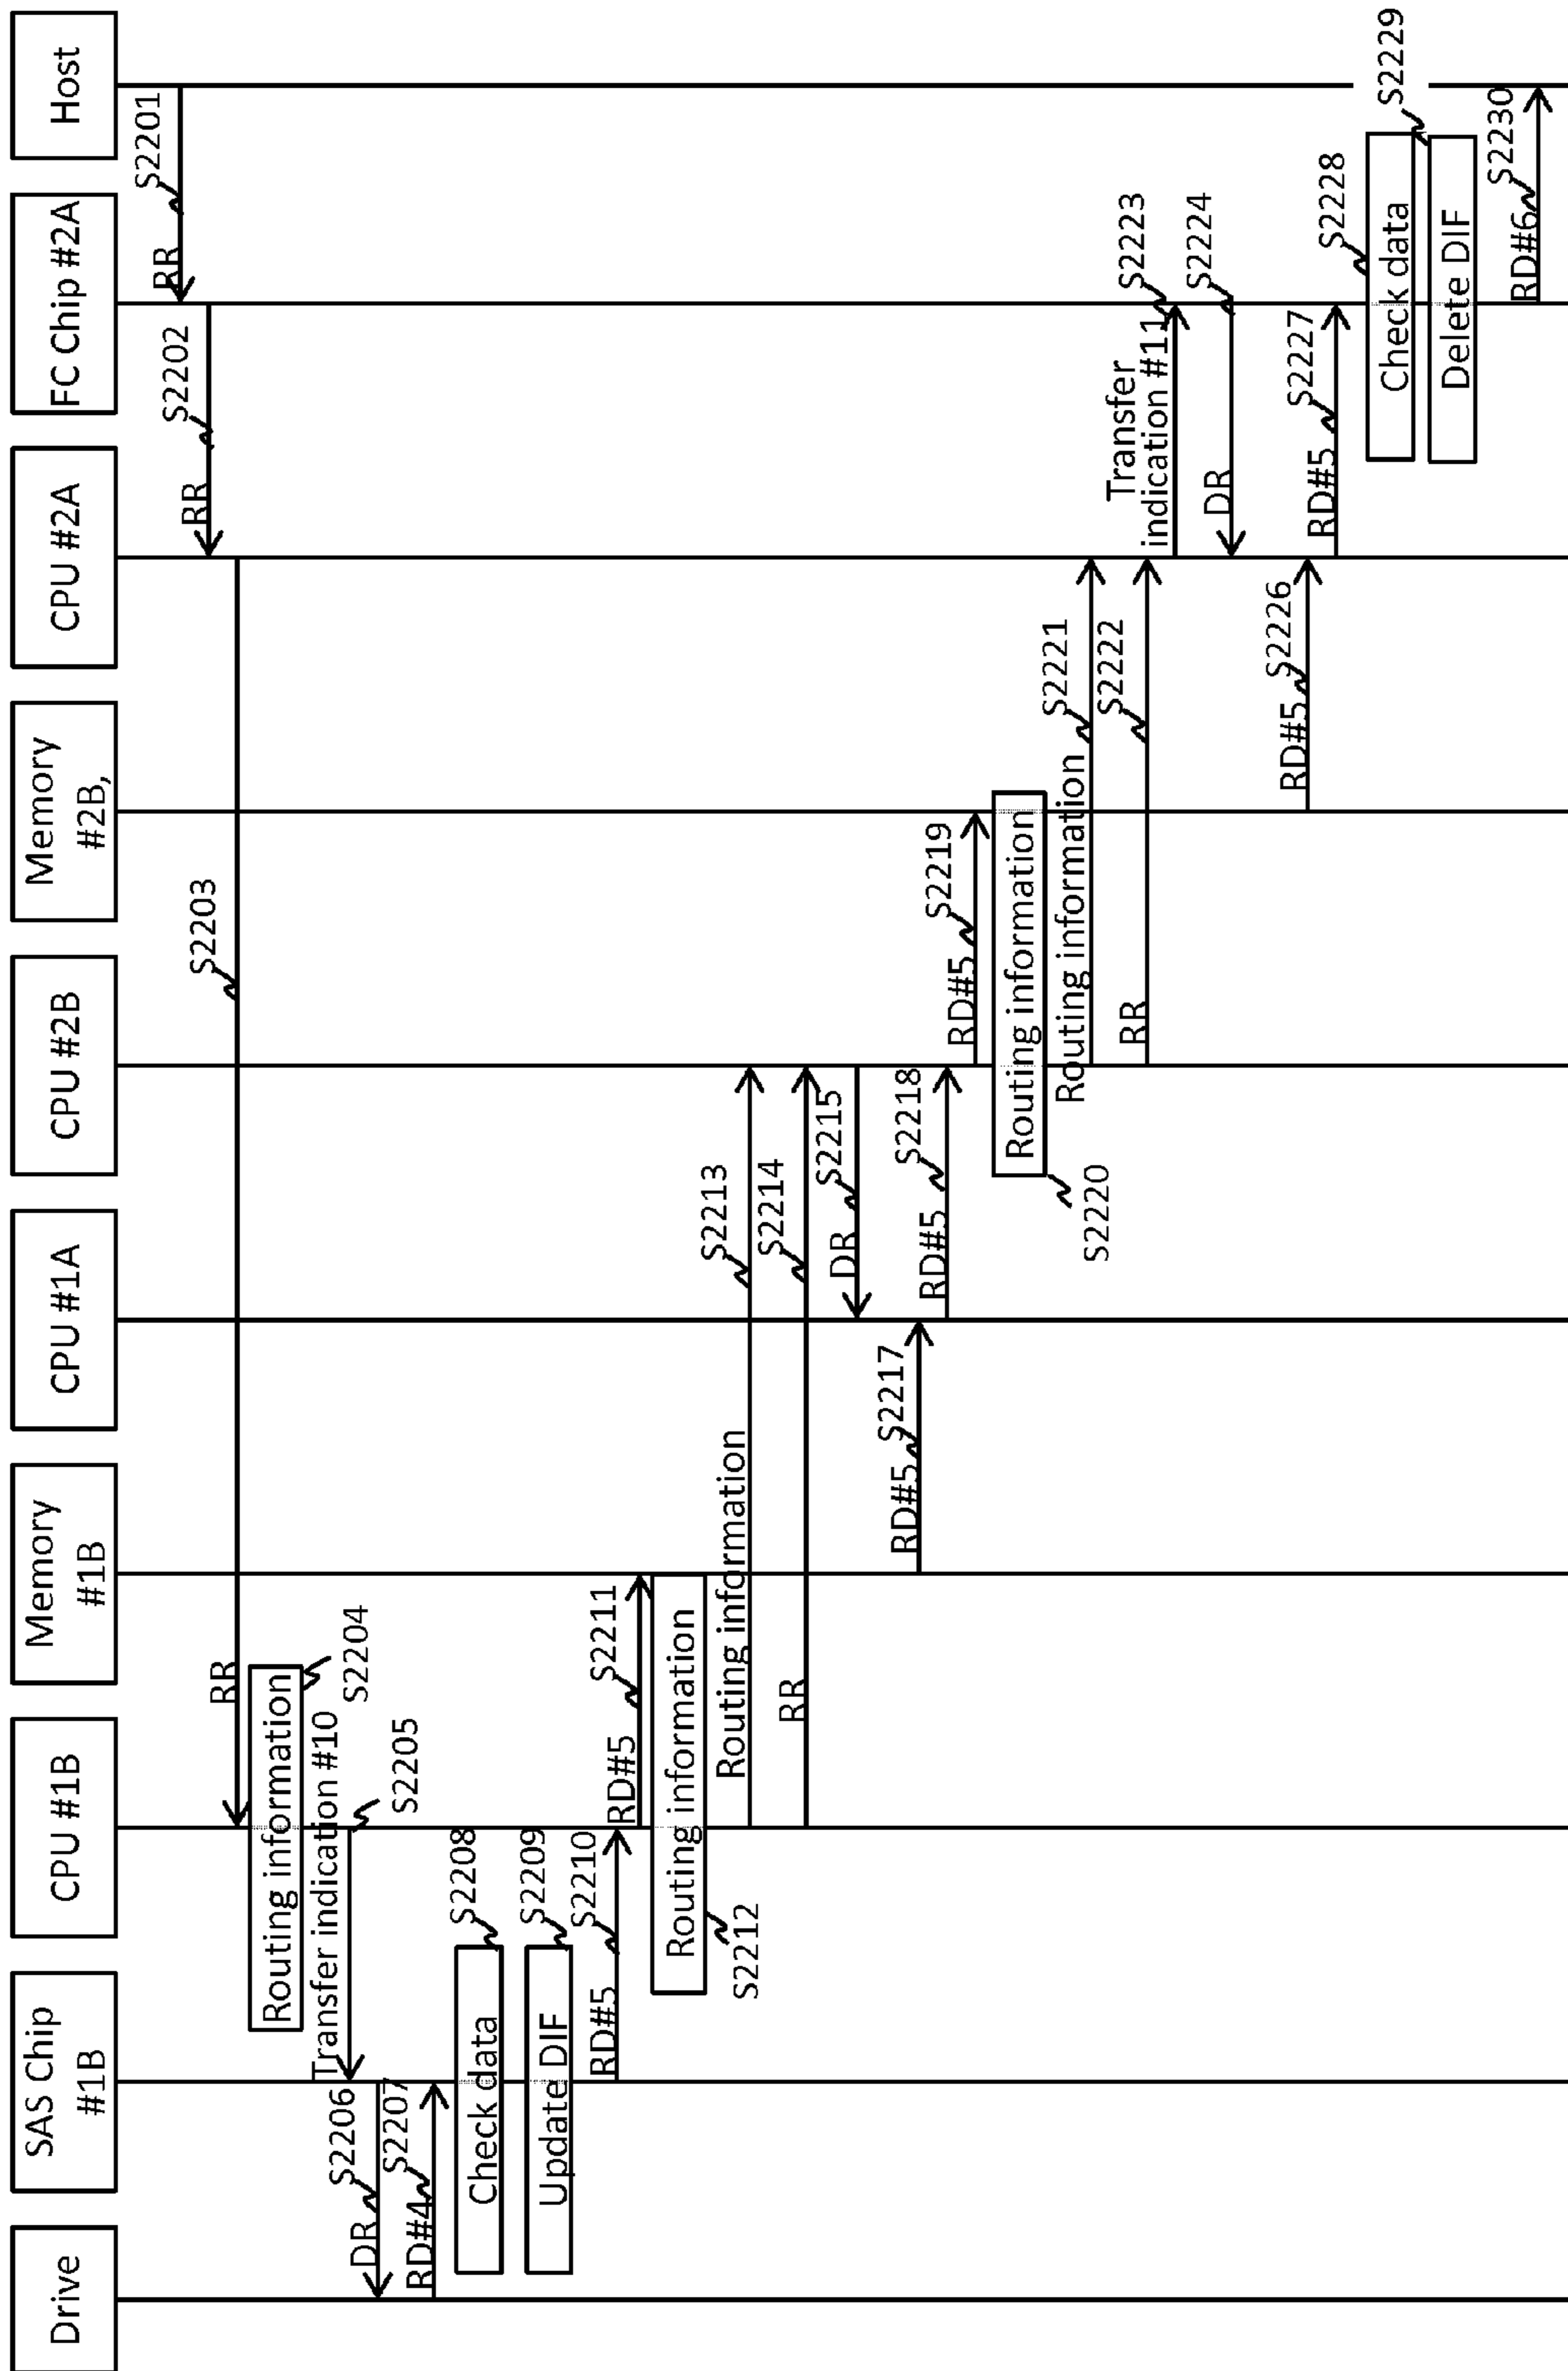 Drive
SAS Chip
#1B
CPU #1B
Memory
#1B
CPU #1A
CPU #2B
Memory
#2B,
CPU #2A
FC Chip #2A
Host
RR
S2201
RR
S2202
RR
S2203
Routing information
S2204
Transfer indication #10
S2205
DR
S2206
RD#4
S2207
Check data
S2208
Update DIF
S2209
RD#5
S2210
RD#5
S2211
Routing information
S2212
Routing information
S2213
RR
S2214
DR
S2215
RD#5
S2217
RD#5
S2218
RD#5
S2219
Routing information
S2220
Routing information
S2221
RR
S2222
Transfer
indication #11
S2223
DR
S2224
RD#5
S2226
RD#5
S2227
Check data
S2228
Delete DIF
S2229
RD#6
S2230